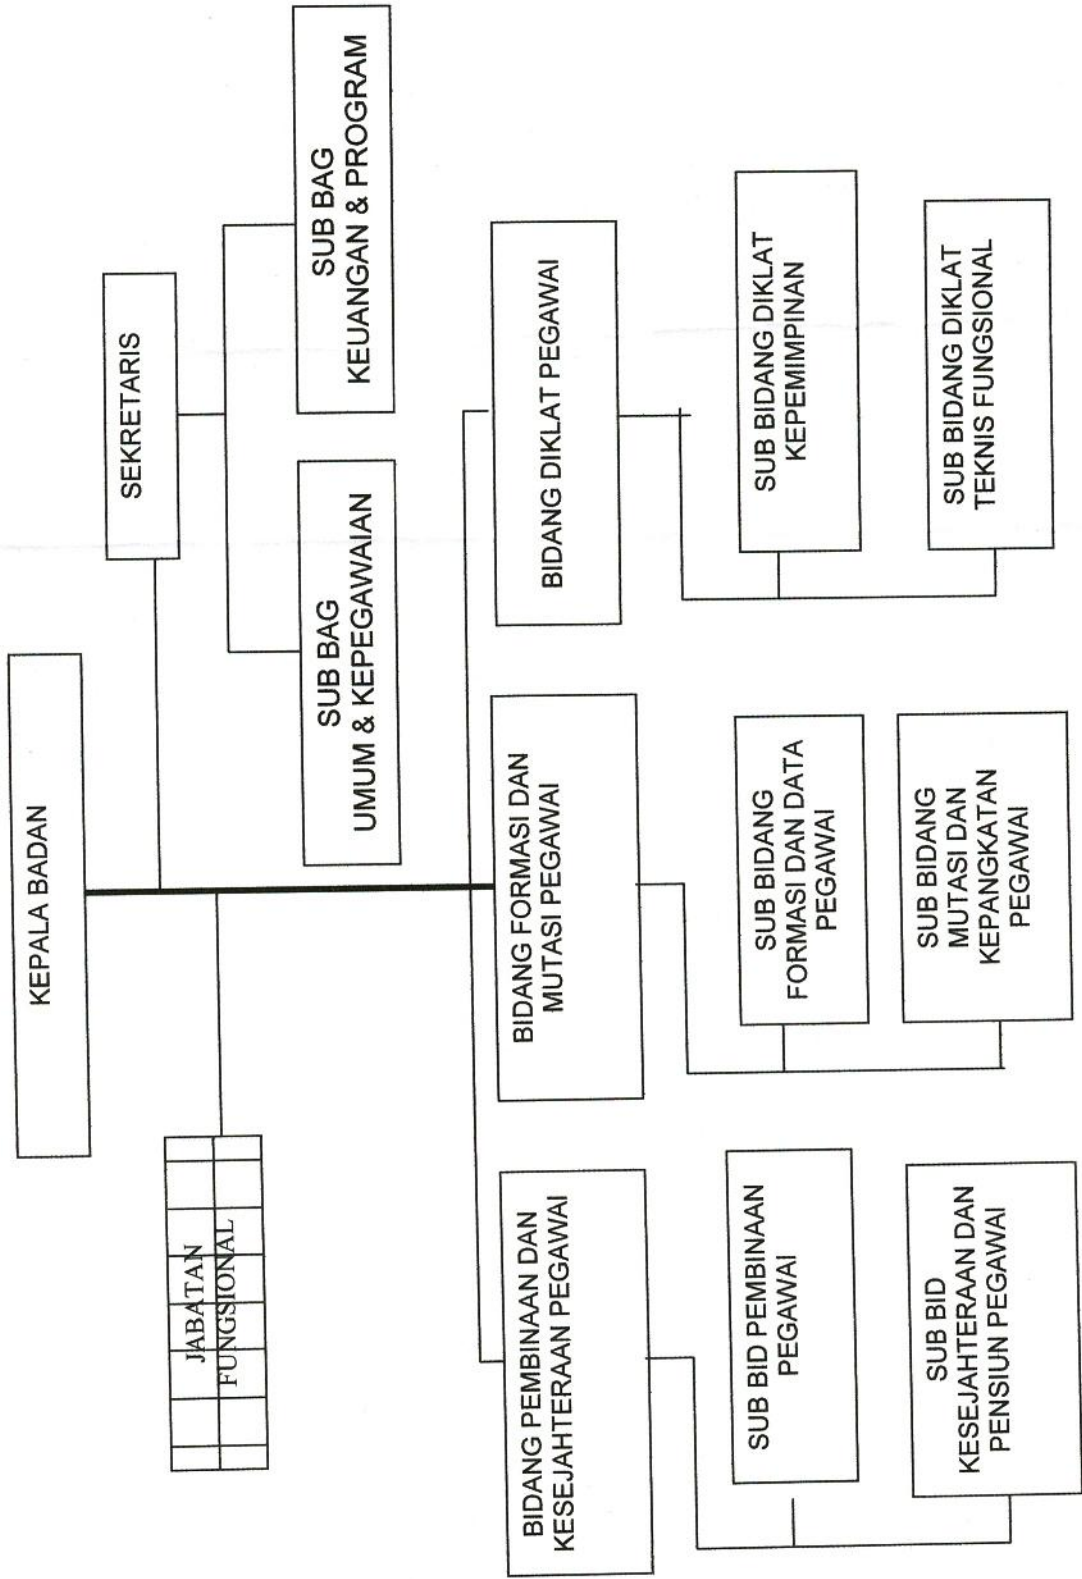 KEPALA BADAN
SEKRETARIS
JABATAN
FUNGSIONAL
SUB BAG
UMUM & KEPEGAWAIAN
SUB BAG
KEUANGAN & PROGRAM
BIDANG PEMBINAAN DAN
KESEJAHTERAAN PEGAWAI
BIDANG FORMASI DAN
MUTASI PEGAWAI
BIDANG DIKLAT PEGAWAI
SUB BID PEMBINAAN
PEGAWAI
SUB BIDANG
FORMASI DAN DATA
PEGAWAI
SUB BIDANG DIKLAT
KEPEMIMPINAN
SUB BID
KESEJAHTERAAN DAN
PENSIUN PEGAWAI
SUB BIDANG
MUTASI DAN
KEPANGKATAN
PEGAWAI
SUB BIDANG DIKLAT
TEKNIS FUNGSIONAL